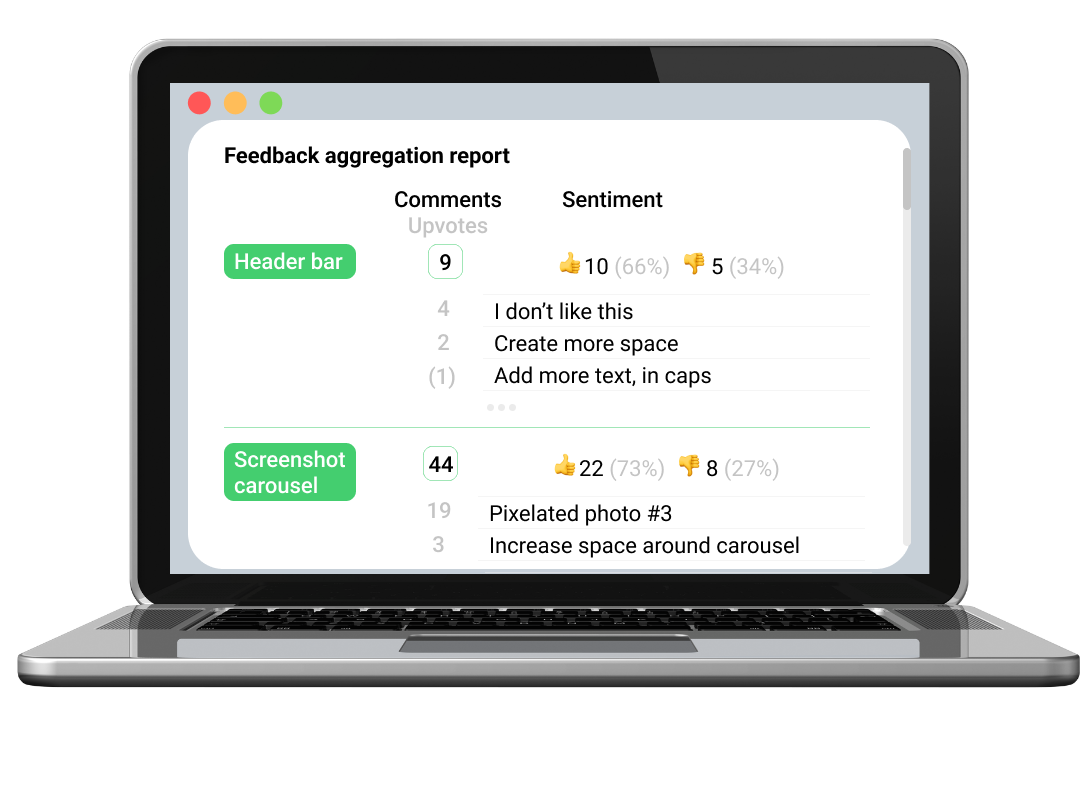 Feedback aggregation report
Comments Sentiment
Upvotes
Header bar 9 👍10 (66%) 👎 5 (34%)
4 I don’t like this
2 Create more space
(1) Add more text, in caps
•••
Screenshot
carousel 44 👍22 (73%) 👎 8 (27%)
19 Pixelated photo #3
3 Increase space around carousel